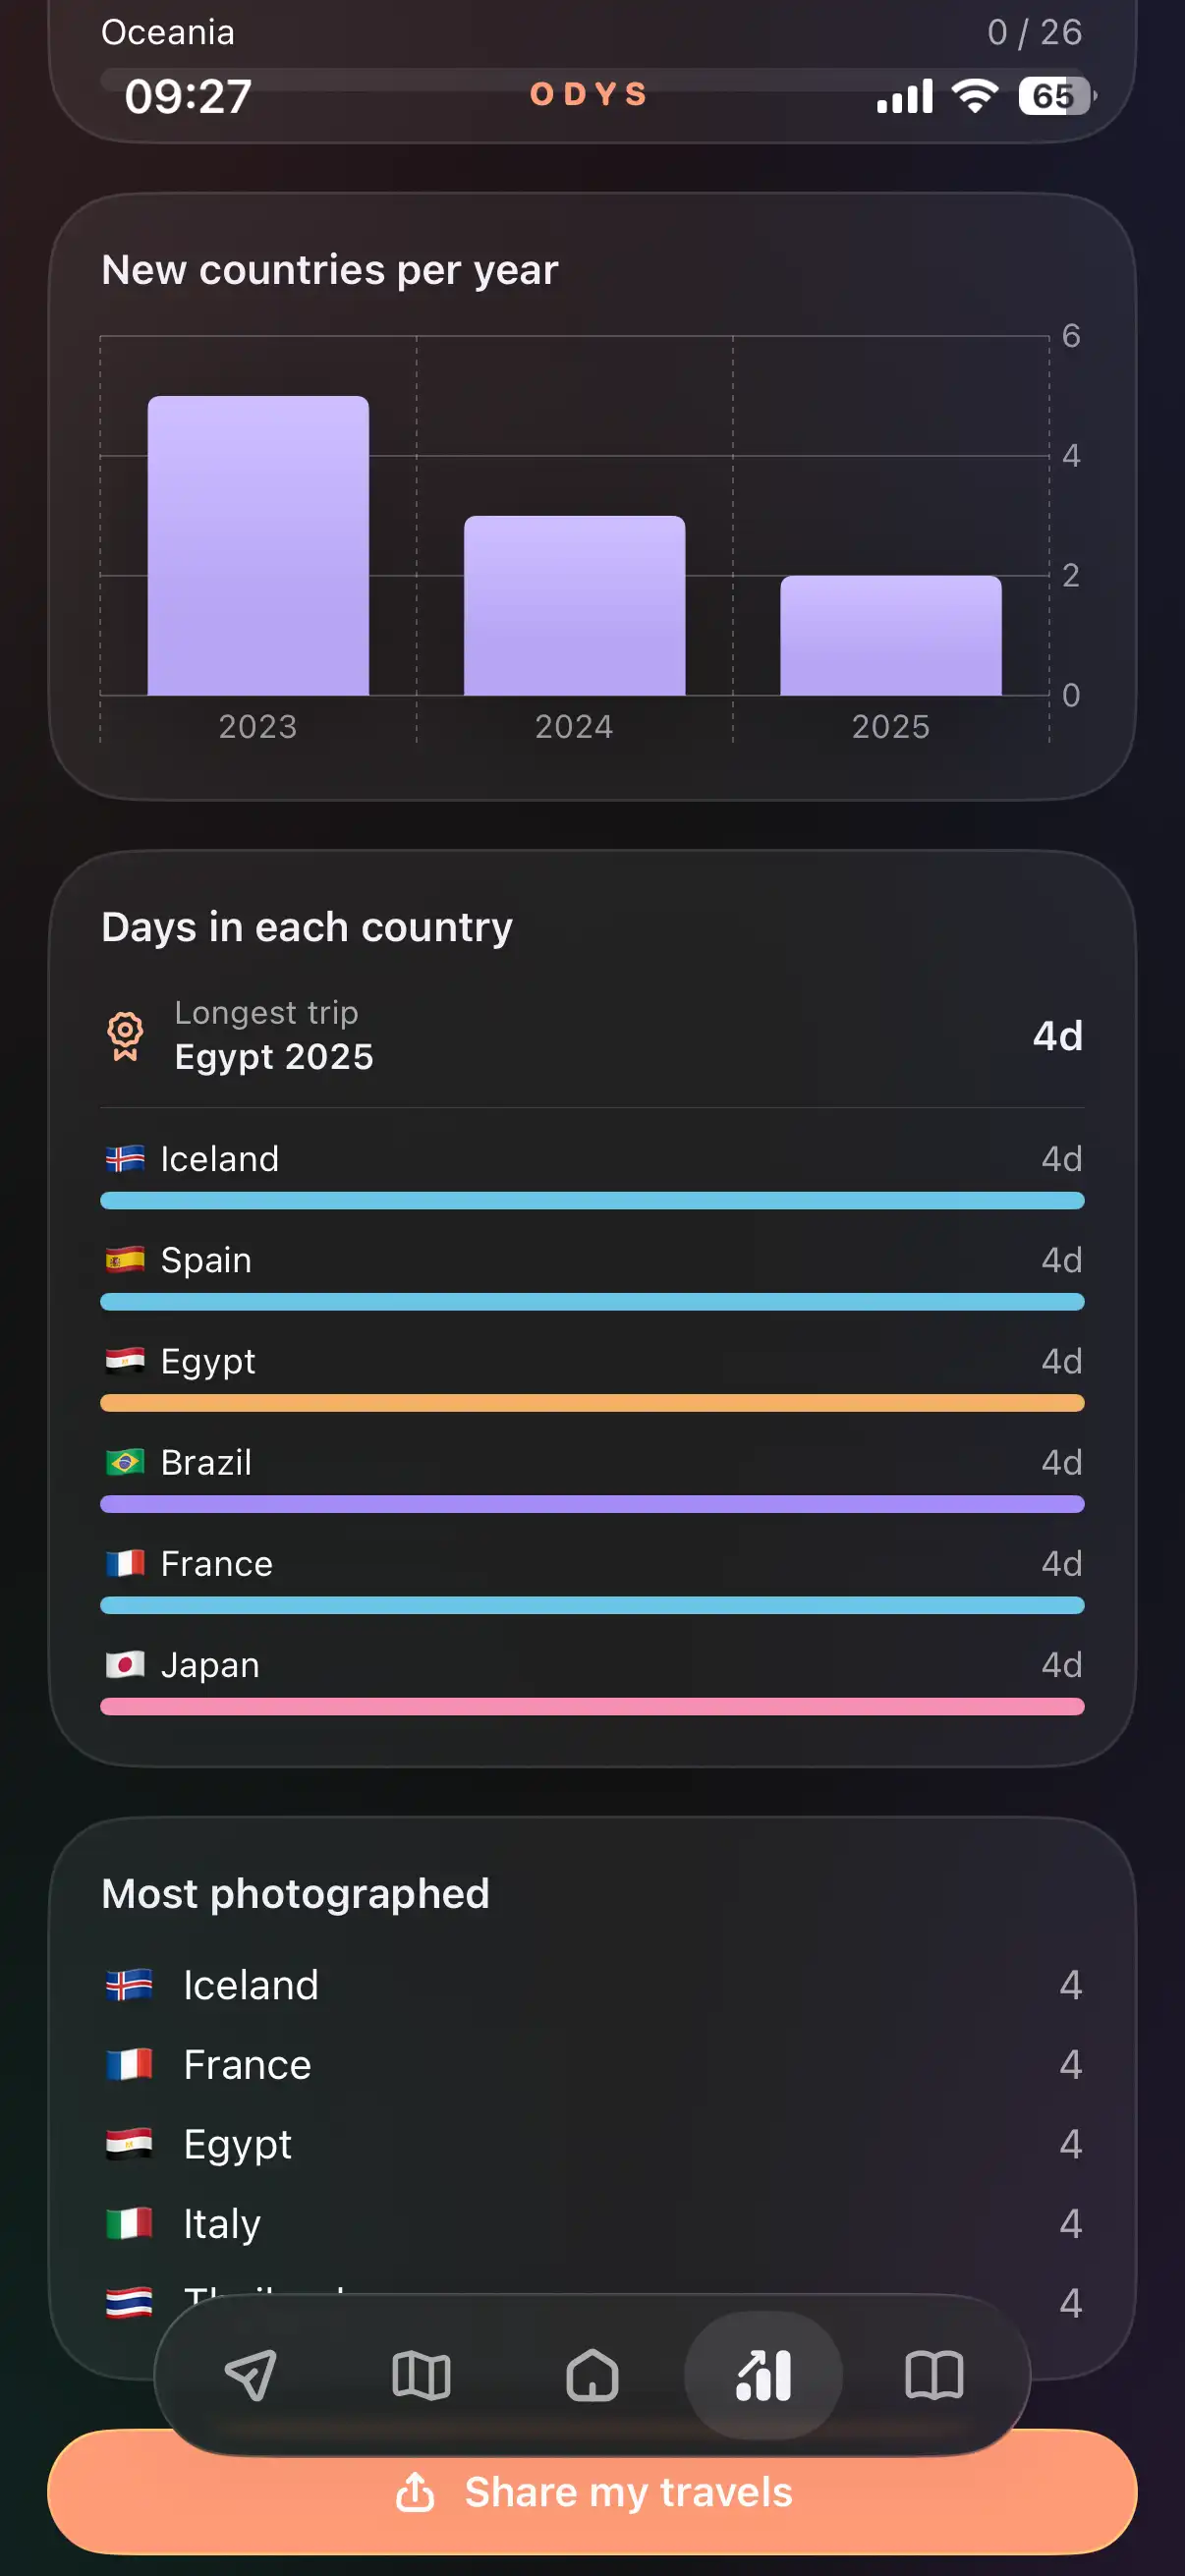 Oceania 0 / 26
09:27 ODYS 65
New countries per year
6
4
2
0
2023 2024 2025
Days in each country
Longest trip
Egypt 2025 4d
Iceland 4d
Spain 4d
Egypt 4d
Brazil 4d
France 4d
Japan 4d
Most photographed
Iceland 4
France 4
Egypt 4
Italy 4
4
Share my travels